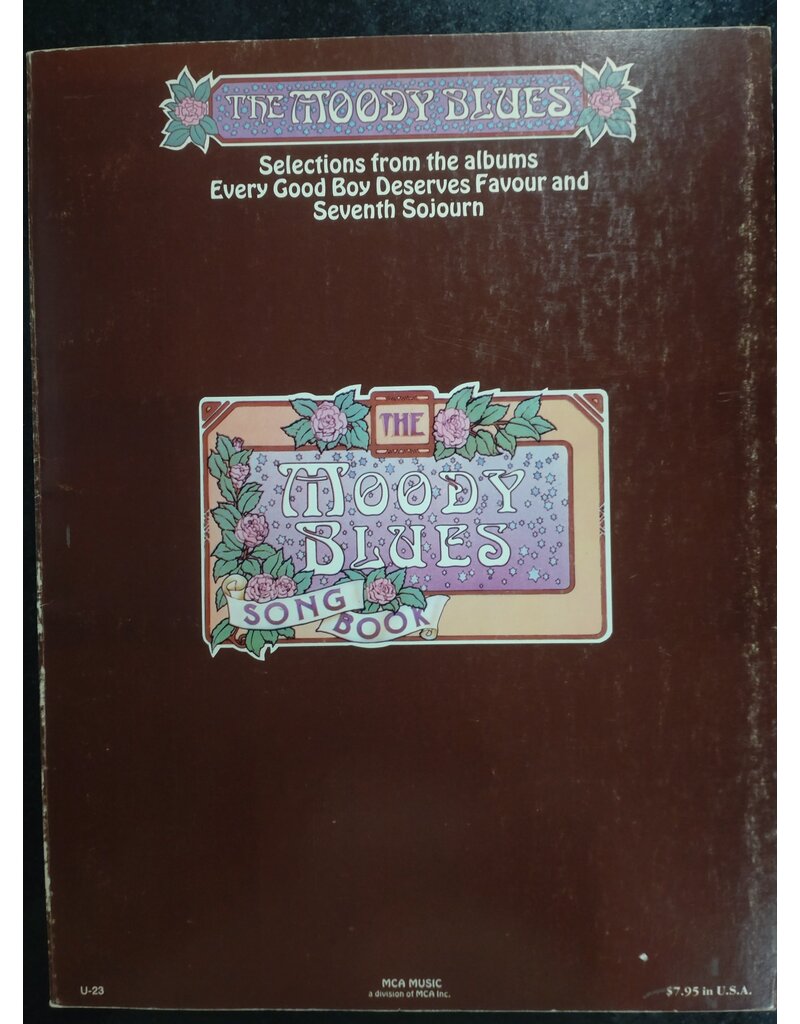 THE MOODY BLUES
Selections from the albums
Every Good Boy Deserves Favour and
Seventh Sojourn
THE
MOODY
BLUES
SONG
BOOK
U-23
MCA MUSIC
a division of MCA Inc.
$7.95 in U.S.A.